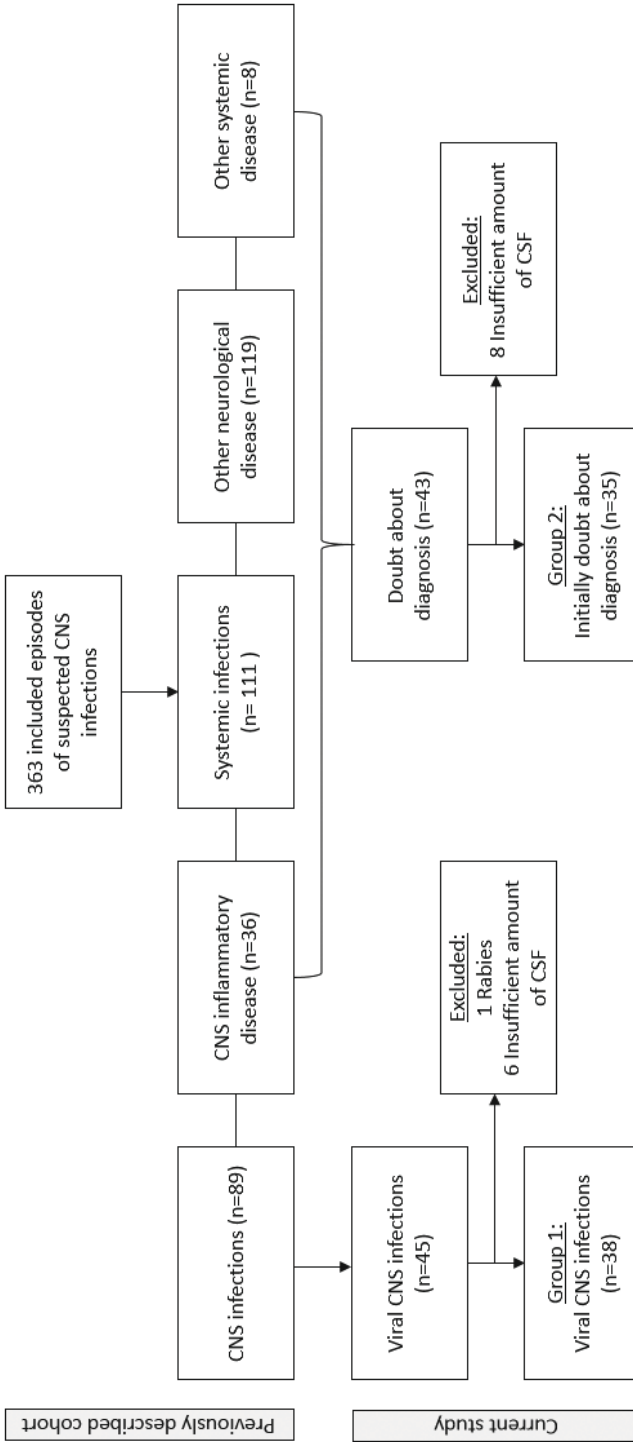 Previously described cohort
363 included episodes
of suspected CNS
infections
CNS infections (n=89)
CNS inflammatory
disease (n=36)
Systemic infections
(n= 111 )
Other neurological
disease (n=119)
Other systemic
disease (n=8)
Current study
Viral CNS infections
(n=45)
Excluded:
1 Rabies
6 Insufficient amount
of CSF
Group 1:
Viral CNS infections
(n=38)
Doubt about
diagnosis (n=43)
Excluded:
8 Insufficient amount
of CSF
Group 2:
Initially doubt about
diagnosis (n=35)